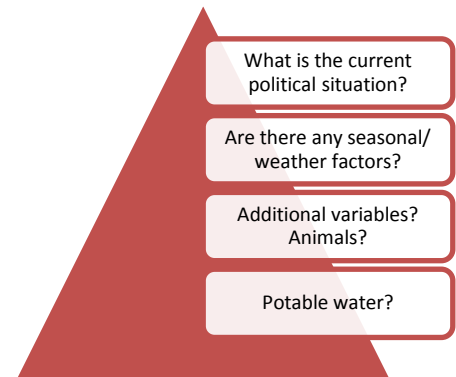 What is the current
political situation?
Are there any seasonal/
weather factors?
Additional variables?
Animals?
Potable water?